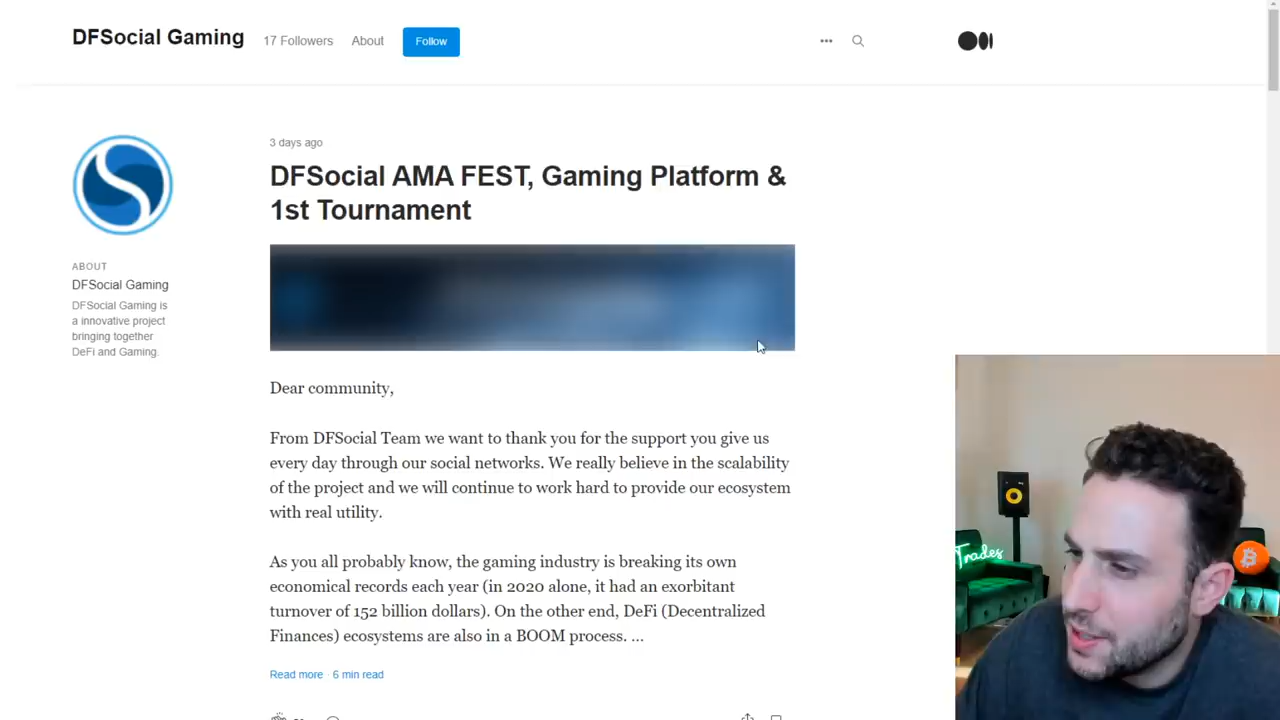 DFSocial Gaming
17 Followers
About
Follow
3 days ago
DFSocial AMA FEST, Gaming Platform &
1st Tournament
ABOUT
DFSocial Gaming
DFSocial Gaming is
a innovative project
bringing together
DeFi and Gaming.
Dear community,
From DFSocial Team we want to thank you for the support you give us
every day through our social networks. We really believe in the scalability
of the project and we will continue to work hard to provide our ecosystem
with real utility.
As you all probably know, the gaming industry is breaking its own
economical records each year (in 2020 alone, it had an exorbitant
turnover of 152 billion dollars). On the other end, DeFi (Decentralized
Finances) ecosystems are also in a BOOM process. ...
Read more · 6 min read
Trades